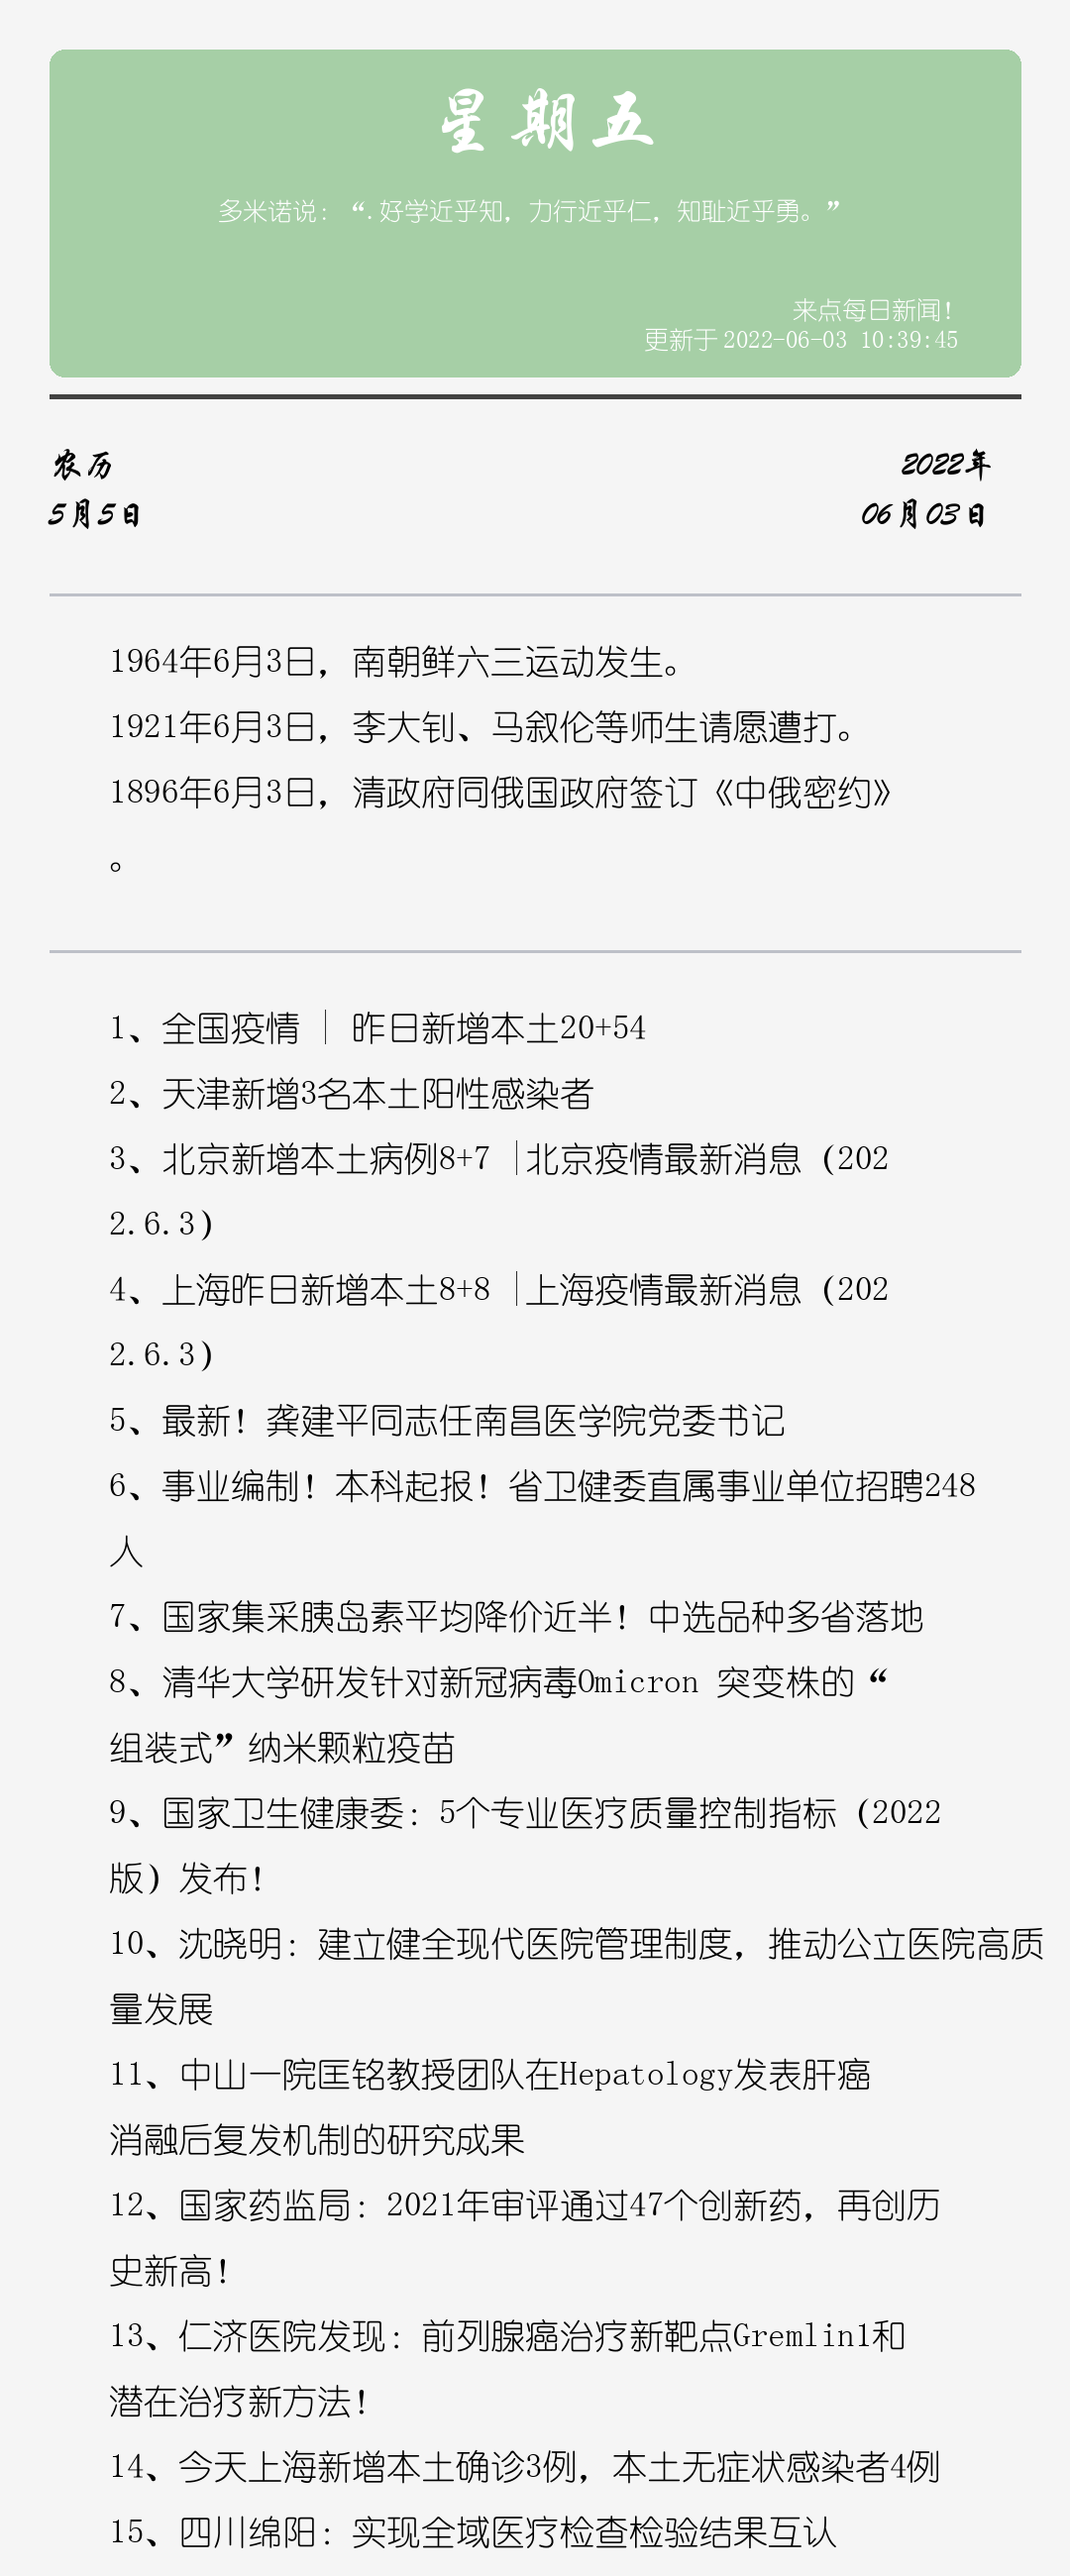 星期五
多米诺说：“.好学近乎知，力行近乎仁，知耻近乎勇。”
来点每日新闻！
更新于 2022-06-03 10:39:45
农历
2022年
5月5日
06月03日
1964年6月3日，南朝鲜六三运动发生。
1921年6月3日，李大钊、马叙伦等师生请愿遭打。
1896年6月3日，清政府同俄国政府签订《中俄密约》
。
1、全国疫情 | 昨日新增本土20+54
2、天津新增3名本土阳性感染者
3、北京新增本土病例8+7 |北京疫情最新消息（202
2.6.3）
4、上海昨日新增本土8+8 |上海疫情最新消息（202
2.6.3）
5、最新！龚建平同志任南昌医学院党委书记
6、事业编制！本科起报！省卫健委直属事业单位招聘248
人
7、国家集采胰岛素平均降价近半！中选品种多省落地
8、清华大学研发针对新冠病毒Omicron 突变株的“
组装式”纳米颗粒疫苗
9、国家卫生健康委：5个专业医疗质量控制指标（2022
版）发布！
10、沈晓明：建立健全现代医院管理制度，推动公立医院高质
量发展
11、中山一院匡铭教授团队在Hepatology发表肝癌
消融后复发机制的研究成果
12、国家药监局：2021年审评通过47个创新药，再创历
史新高！
13、仁济医院发现：前列腺癌治疗新靶点Gremlin1和
潜在治疗新方法！
14、今天上海新增本土确诊3例，本土无症状感染者4例
15、四川绵阳：实现全域医疗检查检验结果互认